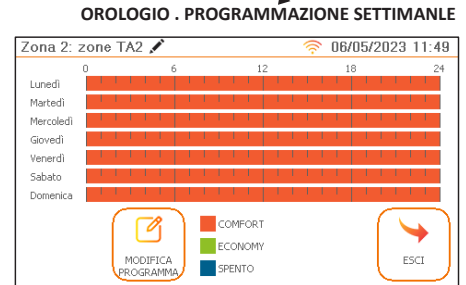 OROLOGIO . PROGRAMMAZIONE SETTIMANLE
Zona 2: zone TA2 06/05/2023 11:49
0 6 12 18 24
Lunedì
Martedì
Mercoledì
Giovedì
Venerdì
Sabato
Domenica
COMFORT
ECONOMY
SPENTO
MODIFICA
PROGRAMMA
ESCI